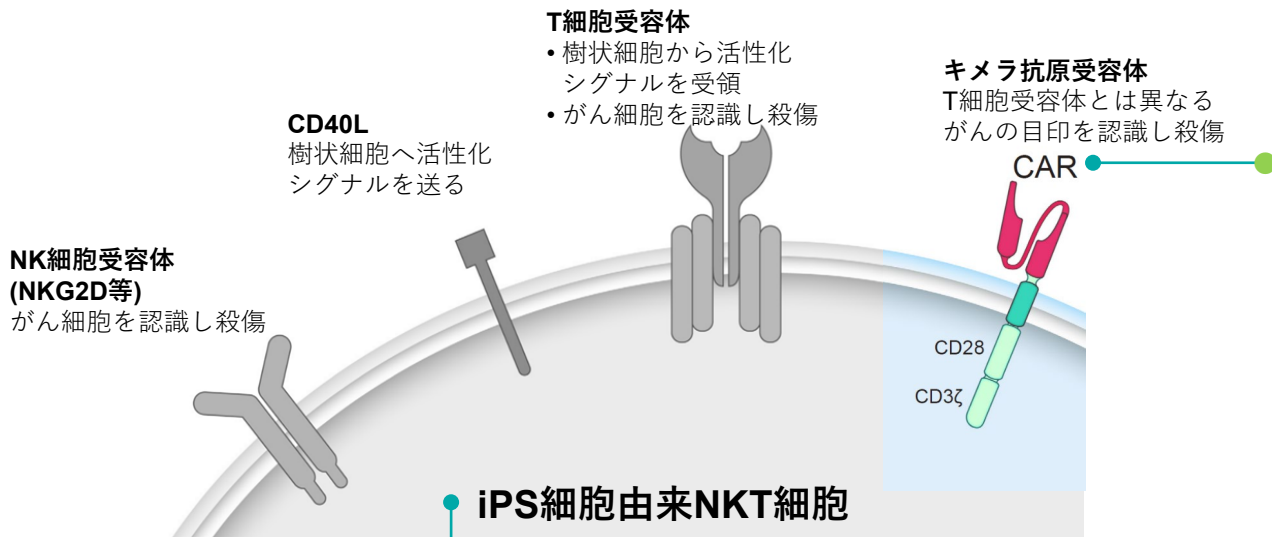 T細胞受容体
• 樹状細胞から活性化
シグナルを受領
• がん細胞を認識し殺傷
キメラ抗原受容体
T細胞受容体とは異なる
がんの目印を認識し殺傷
CAR
CD40L
樹状細胞へ活性化
シグナルを送る
NK細胞受容体
(NKG2D等)
がん細胞を認識し殺傷
CD28
CD3ζ
iPS細胞由来NKT細胞